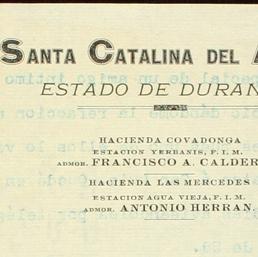 SANTA CATALINA DEL A
ESTADO DE DURAN
HACIENDA COVADONGA
ESTACION YERBANIS, F. I. M.
ADMOR. FRANCISCO A. CALDER
HACIENDA LAS MERCEDES
ESTACION AGUA VIEJA, F. I. M.
ADMOR. ANTONIO HERRAN.